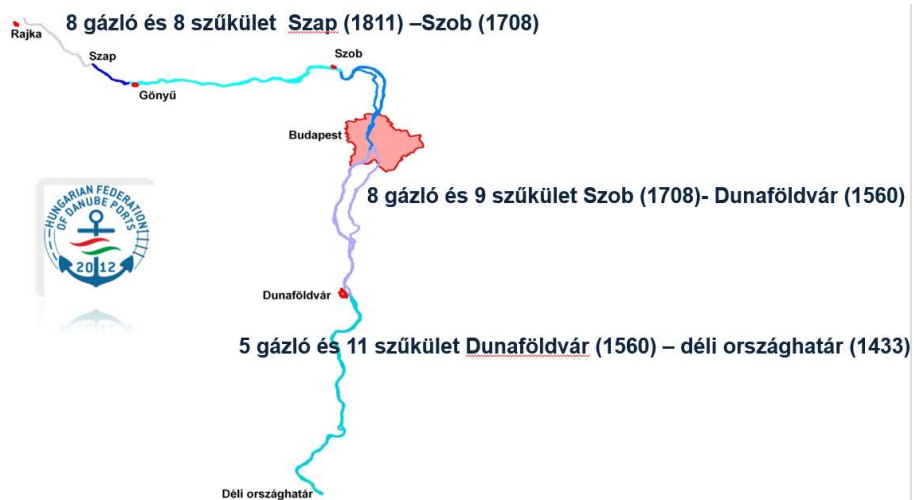 8 gázló és 8 szűkület Szap (1811) –Szob (1708)
Rajka
Szap
Szob
Gönyű
Budapest
HUNGARIAN FEDERATION
OF DANUBE PORTS
2012
8 gázló és 9 szűkület Szob (1708)- Dunaföldvár (1560)
Dunaföldvár
5 gázló és 11 szűkület Dunaföldvár (1560) – déli országhatár (1433)
Déli országhatár